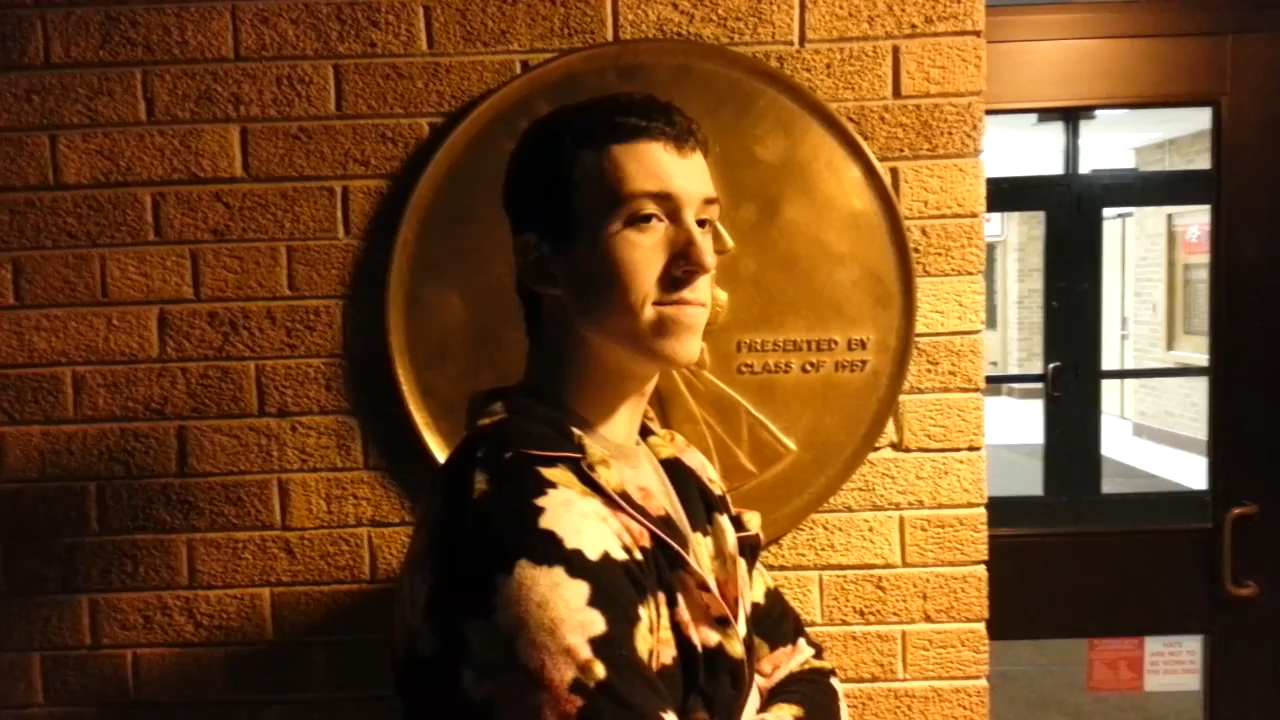 PRESENTED BY
CLASS OF 1957
HATS
ARE NOT TO
BE WORN IN
THE BUILDING